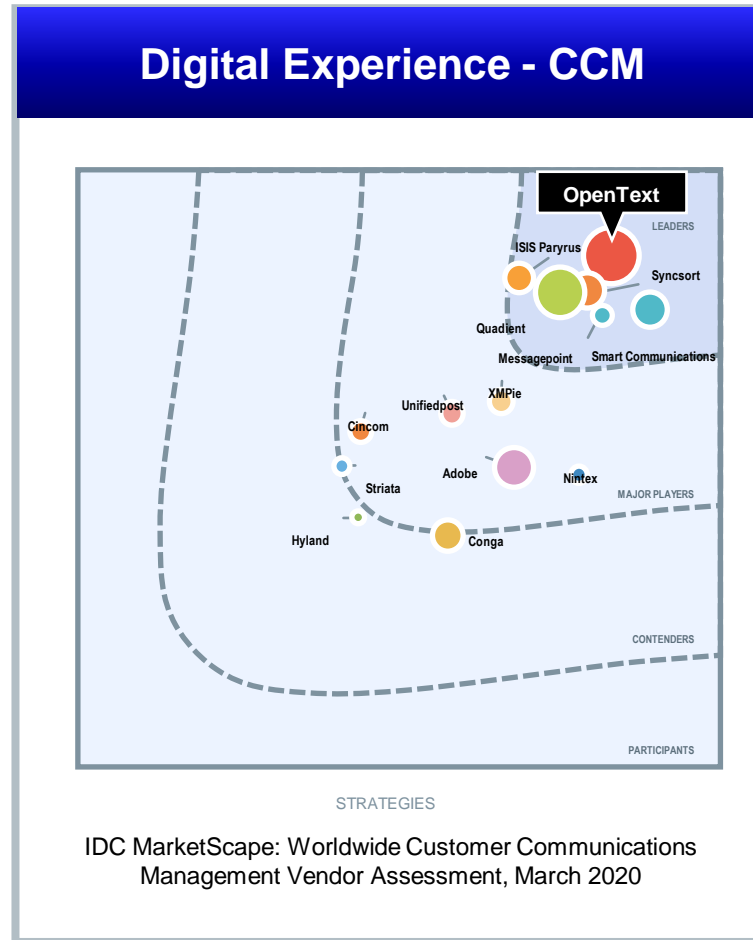 Digital Experience - CCM
OpenText
LEADERS
ISIS Paryrus
Syncsort
Quadient
Messagepoint
Smart Communications
XMPie
Unifiedpost
Cincom
Adobe
Nintex
Striata
MAJOR PLAYERS
Hyland
Conga
CONTENDERS
PARTICIPANTS
STRATEGIES
IDC MarketScape: Worldwide Customer Communications
Management Vendor Assessment, March 2020